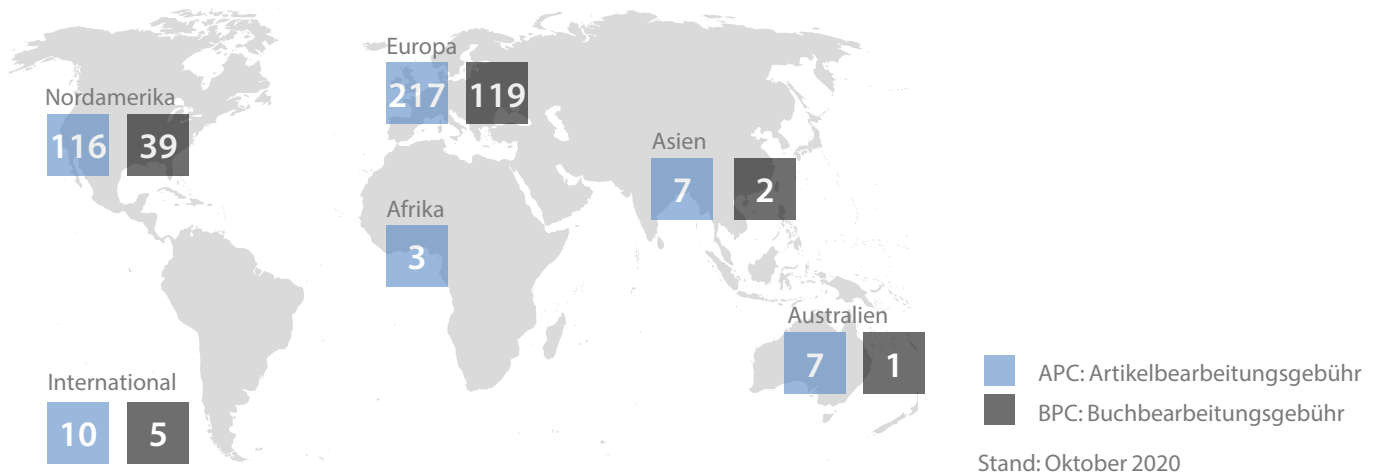 Europa
217 119
Nordamerika
116 39
Asien
7 2
Afrika
3
Australien
7 1
International
10 5
APC: Artikelbearbeitungsgebühr
BPC: Buchbearbeitungsgebühr
Stand: Oktober 2020